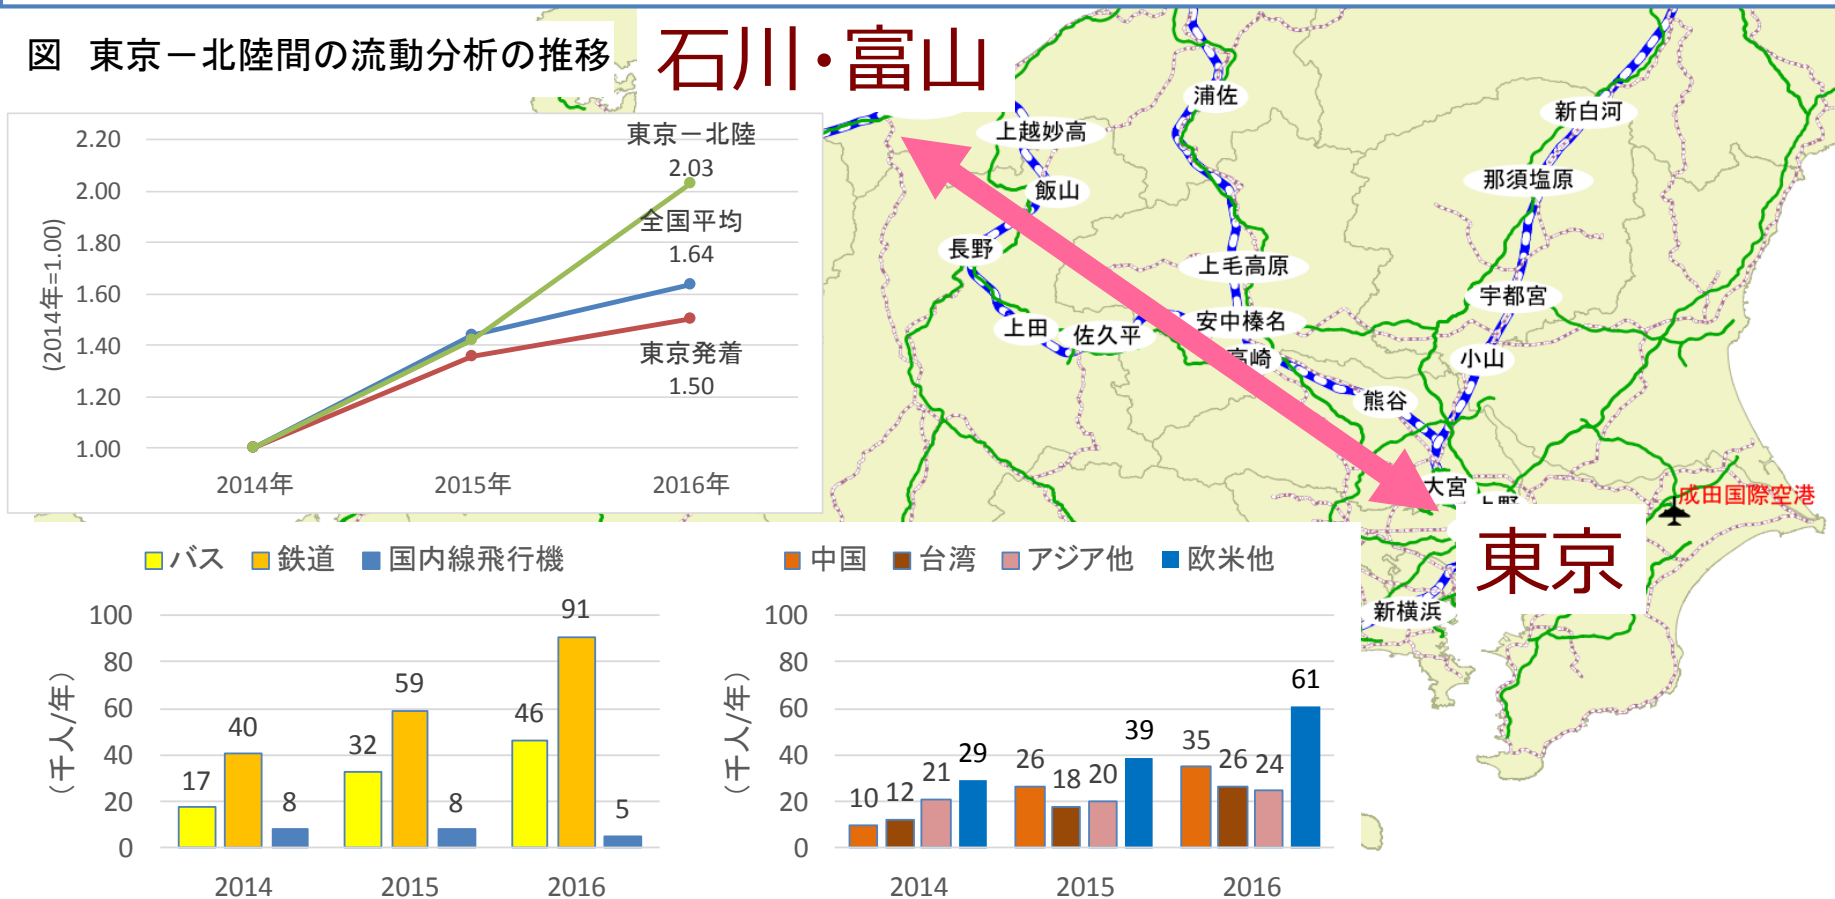 図 東京－北陸間の流動分析の推移
石川・富山
東京－北陸
2.03
全国平均
1.64
東京発着
1.50
(2014年=1.00)
2.20
2.00
1.80
1.60
1.40
1.20
1.00
2014年 2015年 2016年
浦佐
上越妙高
新白河
飯山
那須塩原
長野
上毛高原
宇都宮
上田
佐久平
安中榛名
高崎
小山
熊谷
大宮
上野
成田国際空港
東京
新横浜
バス 鉄道 国内線飛行機
（千人/年）
100
80
60
40
20
0
17 40 8
32 59 8
46 91 5
2014 2015 2016
中国 台湾 アジア他 欧米他
（千人/年）
100
80
60
40
20
0
10 12 21 29
26 18 20 39
35 26 24 61
2014 2015 2016